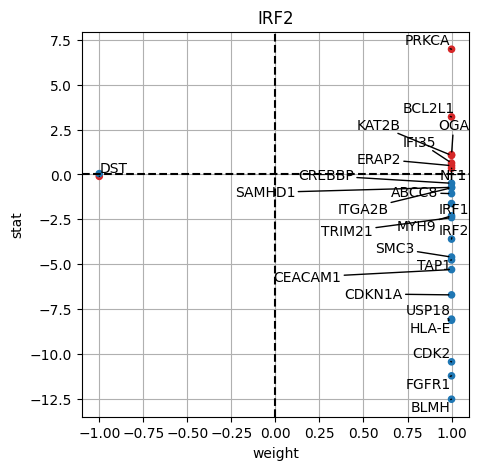 IRF2
7.5
PRKCA
5.0
BCL2L1
2.5
KAT2B
OGA
IFI35
ERAP2
DST
0.0
CREBBP
NF1
SAMHD1
ABCC8
ITGA2B
IRF1
−2.5
MYH9
TRIM21
IRF2
SMC3
−5.0
TAP1
CEACAM1
CDKN1A
−7.5
USP18
HLA-E
−10.0
CDK2
FGFR1
−12.5
BLMH
stat
−1.00 −0.75 −0.50 −0.25 0.00 0.25 0.50 0.75 1.00
weight